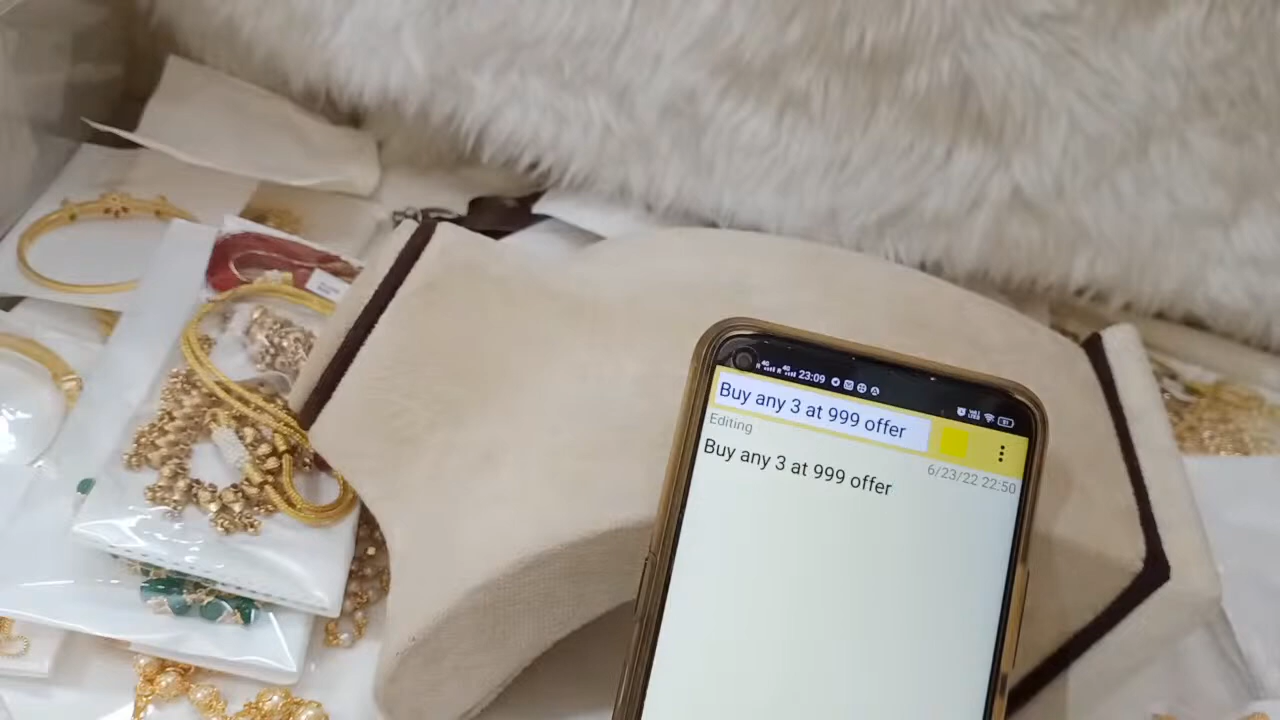 23:09
Buy any 3 at 999 offer
Editing
6/23/22 22:50
Buy any 3 at 999 offer